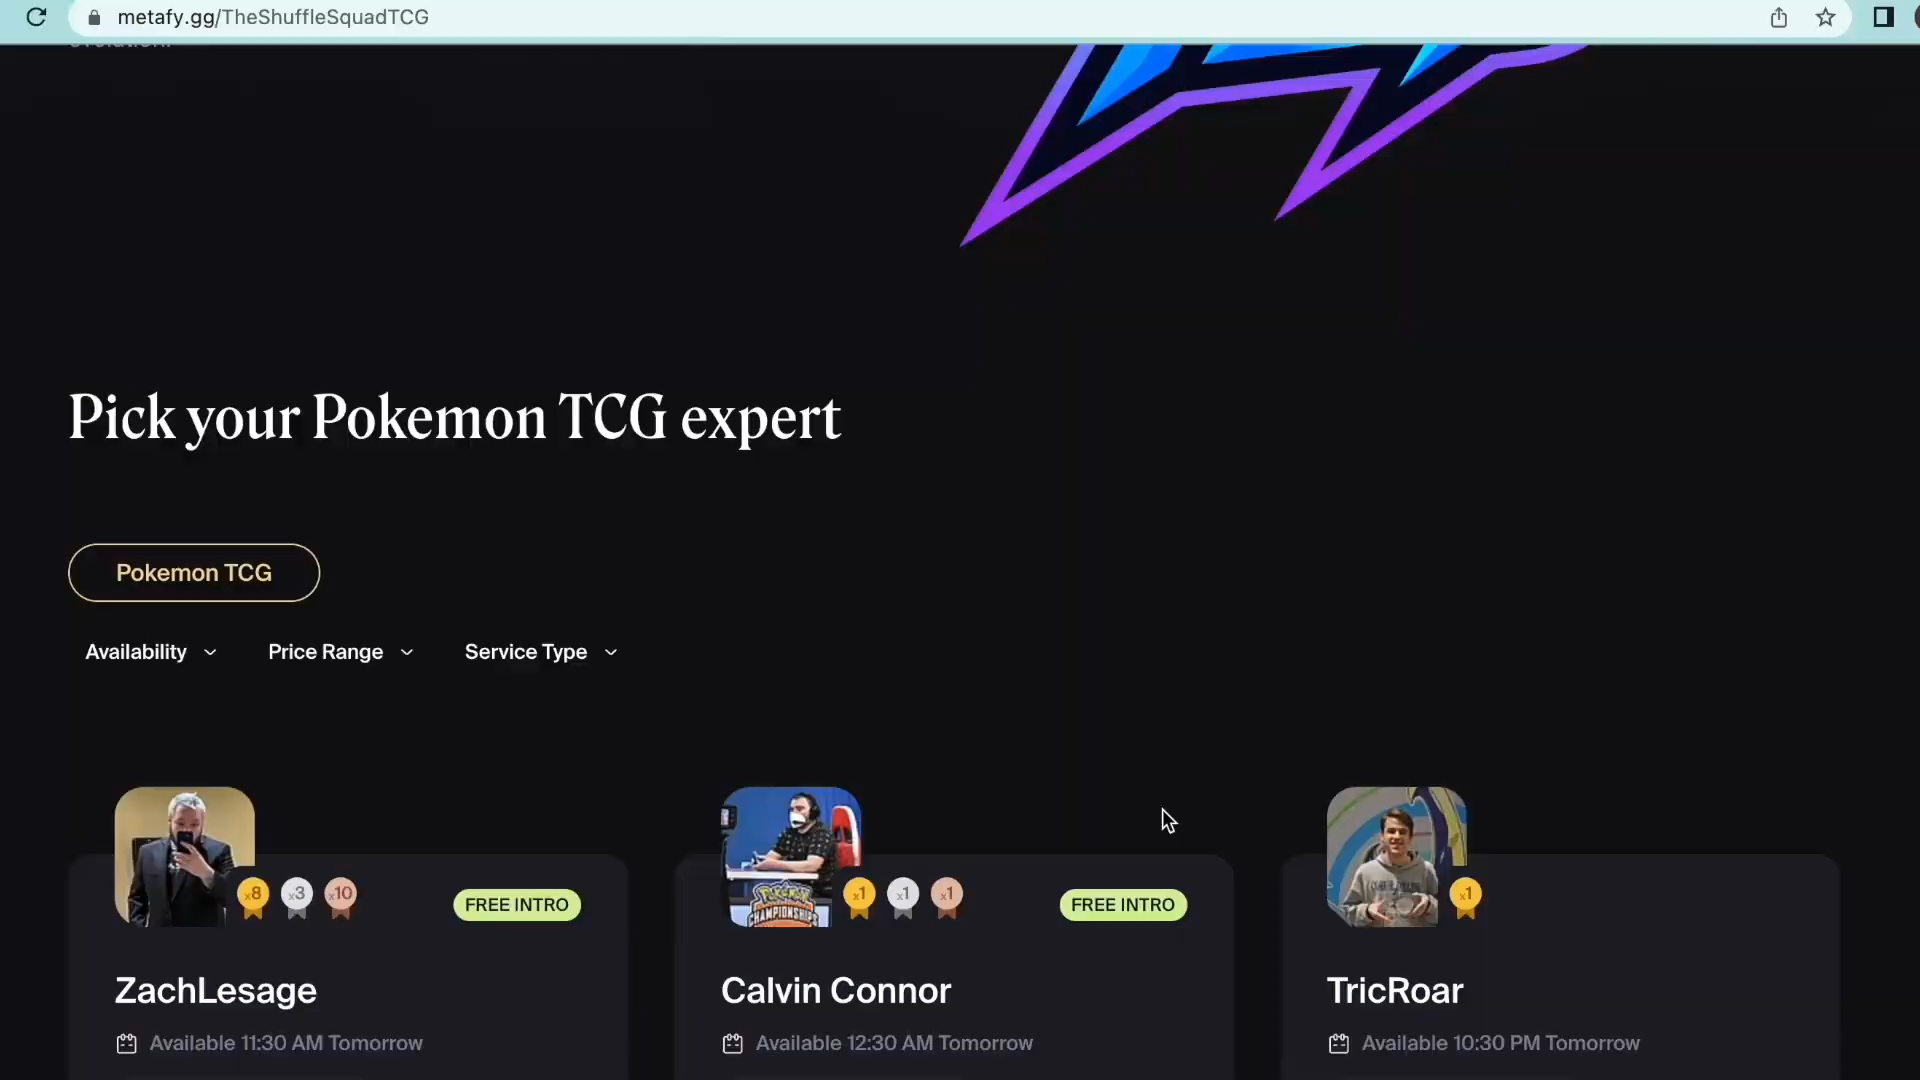 metafy.gg/TheShuffleSquadTCG
Pick your Pokemon TCG expert
Pokemon TCG
Availability
Price Range
Service Type
x8
x3
x10
FREE INTRO
x1
x1
x1
FREE INTRO
x1
POKÉMON
CHAMPIONSHIPS
ZachLesage
Calvin Connor
TricRoar
Available 11:30 AM Tomorrow
Available 12:30 AM Tomorrow
Available 10:30 PM Tomorrow